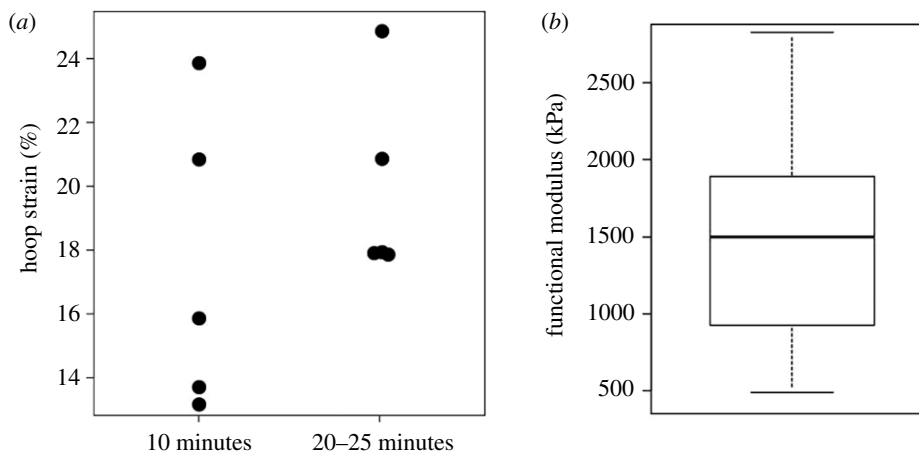 (a)
hoop strain (%)
24
22
20
18
16
14
10 minutes
20–25 minutes
(b)
functional modulus (kPa)
2500
2000
1500
1000
500